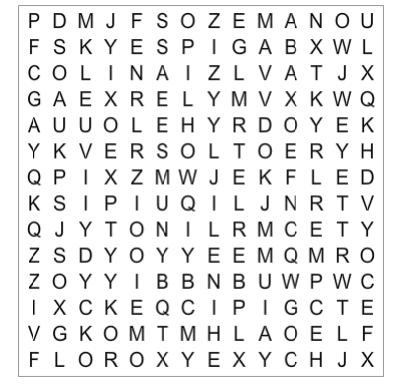 P D M J F S O Z E M A N O U
F S K Y E S P I G A B X W L
C O L I N A I Z L V A T J X
G A E X R E L Y M V X K W Q
A U U O L E H Y R D O Y E K
Y K V E R S O L T O E R Y H
Q P I X Z M W J E K F L E D
K S I P I U Q I L J N R T V
Q J Y T O N I L R M C E T Y
Z S D Y O Y Y E E M Q M R O
Z O Y Y I B B N B U W P W C
I X C K E Q C I P I G C T E
V G K O M T M H L A O E L F
F L O R O X Y E X Y C H J X